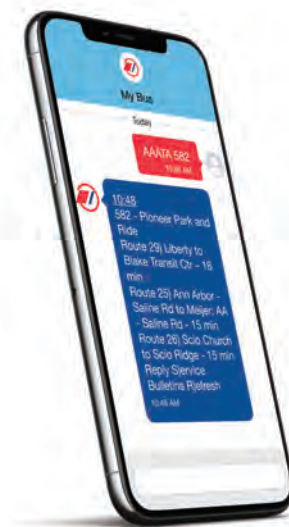 My Bus
Today
AAATA 582
10:48 AM
10:48
582 - Pioneer Park and
Ride
Route 29) Liberty to
Blake Transit Ctr - 16
min
Route 25) Ann Arbor -
Saline Rd to Meijer: AA
- Saline Rd - 15 min
Route 26) Scio Church
to Scio Ridge - 15 min
Reply S)ervice
Bulletins R)efresh
10:48 AM